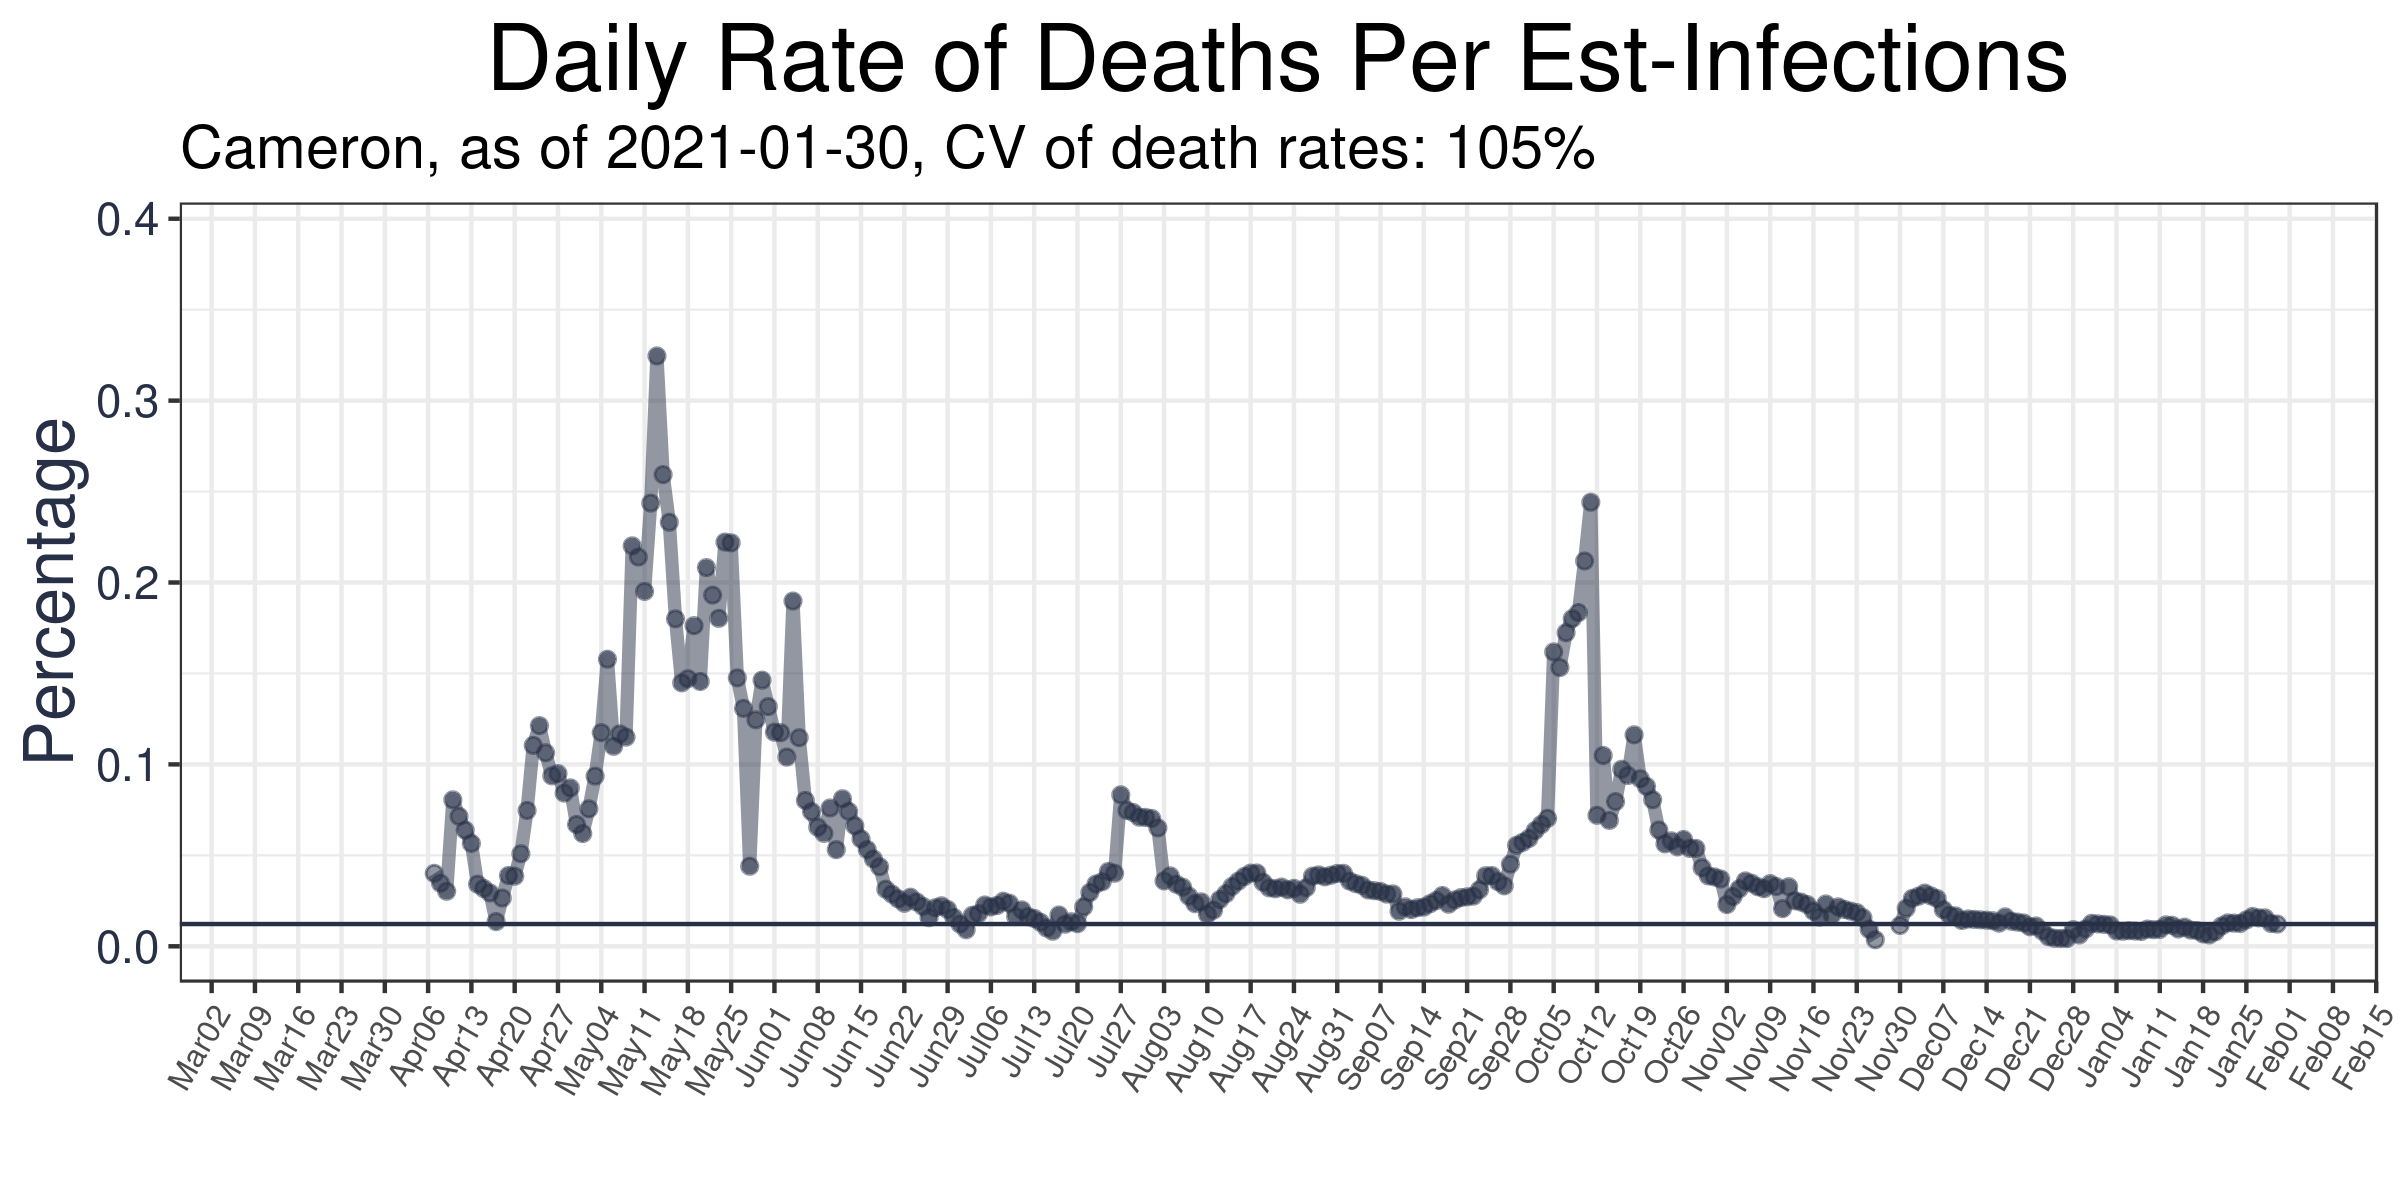 Daily Rate of Deaths Per Est-Infections
Cameron, as of 2021-01-30, CV of death rates: 105%
Percentage
0.4
0.3
0.2
0.1
0.0
Mar02 Mar09 Mar16 Mar23 Mar30 Apr06 Apr13 Apr20 Apr27 May04 May11 May18 May25 Jun01 Jun08 Jun15 Jun22 Jun29 Jul06 Jul13 Jul20 Jul27 Aug03 Aug10 Aug17 Aug24 Aug31 Sep07 Sep14 Sep21 Sep28 Oct05 Oct12 Oct19 Oct26 Nov02 Nov09 Nov16 Nov23 Nov30 Dec07 Dec14 Dec21 Dec28 Jan04 Jan11 Jan18 Jan25 Feb01 Feb08 Feb15